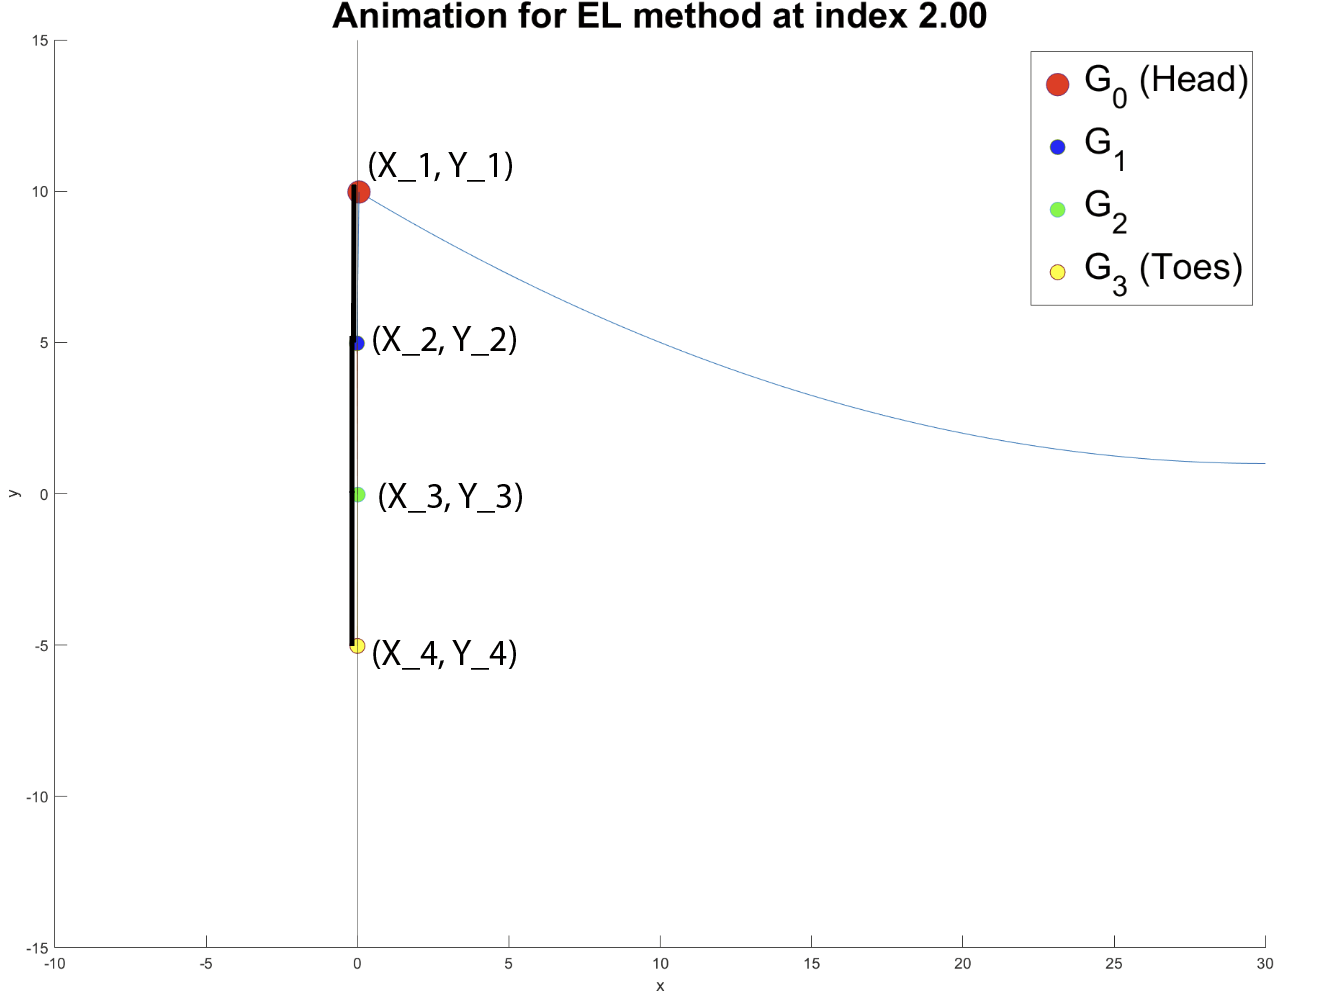 Animation for EL method at index 2.00
G_0 (Head)
G_1
G_2
G_3 (Toes)
(X_1, Y_1)
(X_2, Y_2)
(X_3, Y_3)
(X_4, Y_4)
15
10
5
0
-5
-10
-15
y
-10 -5 0 5 10 15 20 25 30
x